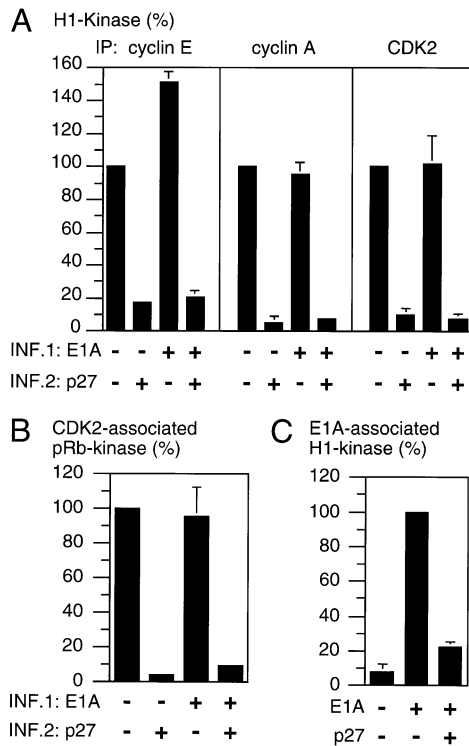 A H1-Kinase (%)
IP: cyclin E cyclin A CDK2
160
140
120
100
80
60
40
20
0
INF.1: E1A - - + + - - + + - - + +
INF.2: p27 - + - + - + - + - + - +
B CDK2-associated
pRb-kinase (%)
120
100
80
60
40
20
0
INF.1: E1A - - + +
INF.2: p27 - + - +
C E1A-associated
H1-kinase (%)
120
100
80
60
40
20
0
E1A - + +
p27 - - +